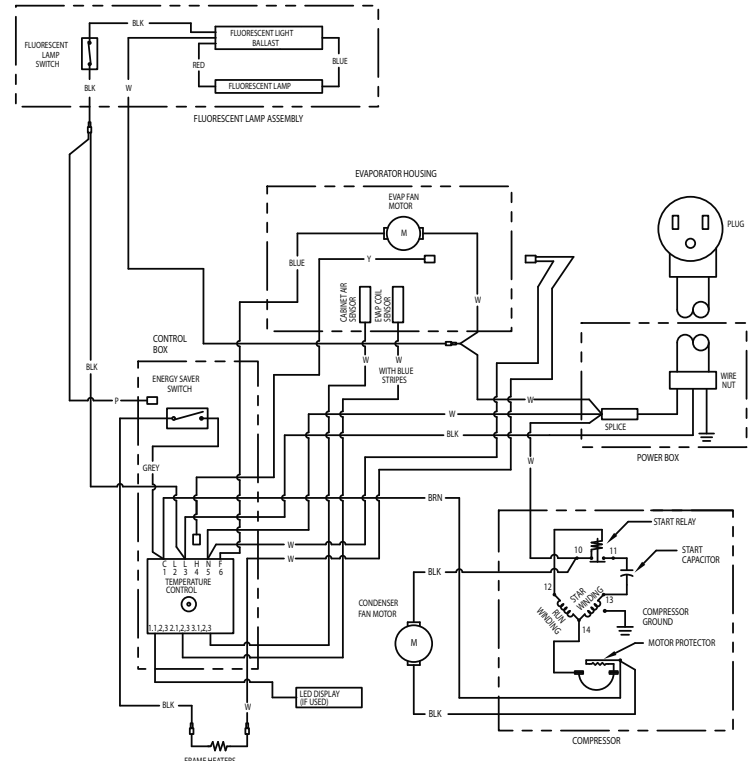 BLK
FLUORESCENT LIGHT
BALLAST
FLUORESCENT
LAMP
SWITCH
RED
BLUE
BLK
W
FLUORESCENT LAMP
FLUORESCENT LAMP ASSEMBLY
EVAPORATOR HOUSING
EVAP FAN
MOTOR
M
PLUG
BLUE
Y
CABINET AIR
SENSOR
EVAP COIL
SENSOR
W
CONTROL
BOX
W
W
WITH BLUE
STRIPES
BLK
ENERGY SAVER
SWITCH
P
WIRE
NUT
W
W
SPLICE
BLK
POWER BOX
GREY
W
BRN
W
START RELAY
10
11
START
CAPACITOR
C L L H N F
1 2 3 4 5 6
TEMPERATURE
CONTROL
1.1,2,3 2.1,2,3 3.1,2,3
BLK
12
STAR
WINDING
13
RUN
WINDING
14
CONDENSER
FAN MOTOR
M
COMPRESSOR
GROUND
MOTOR PROTECTOR
LED DISPLAY
(IF USED)
BLK
W
BLK
COMPRESSOR
FRAME HEATERS